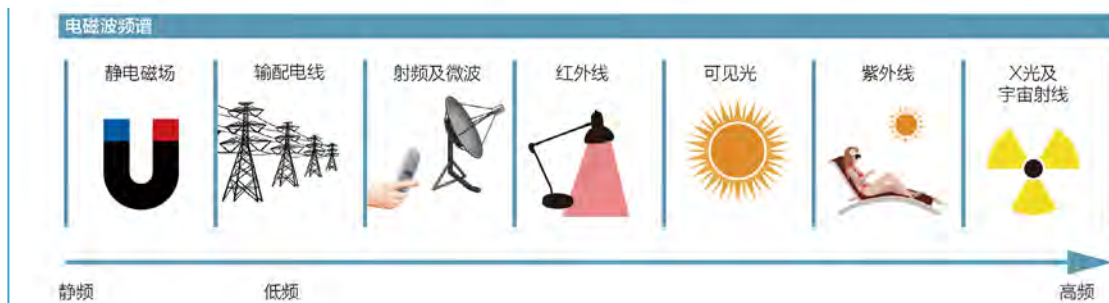 电磁波频谱
静电磁场
输配电线
射频及微波
红外线
可见光
紫外线
X光及
宇宙射线
静频
低频
高频